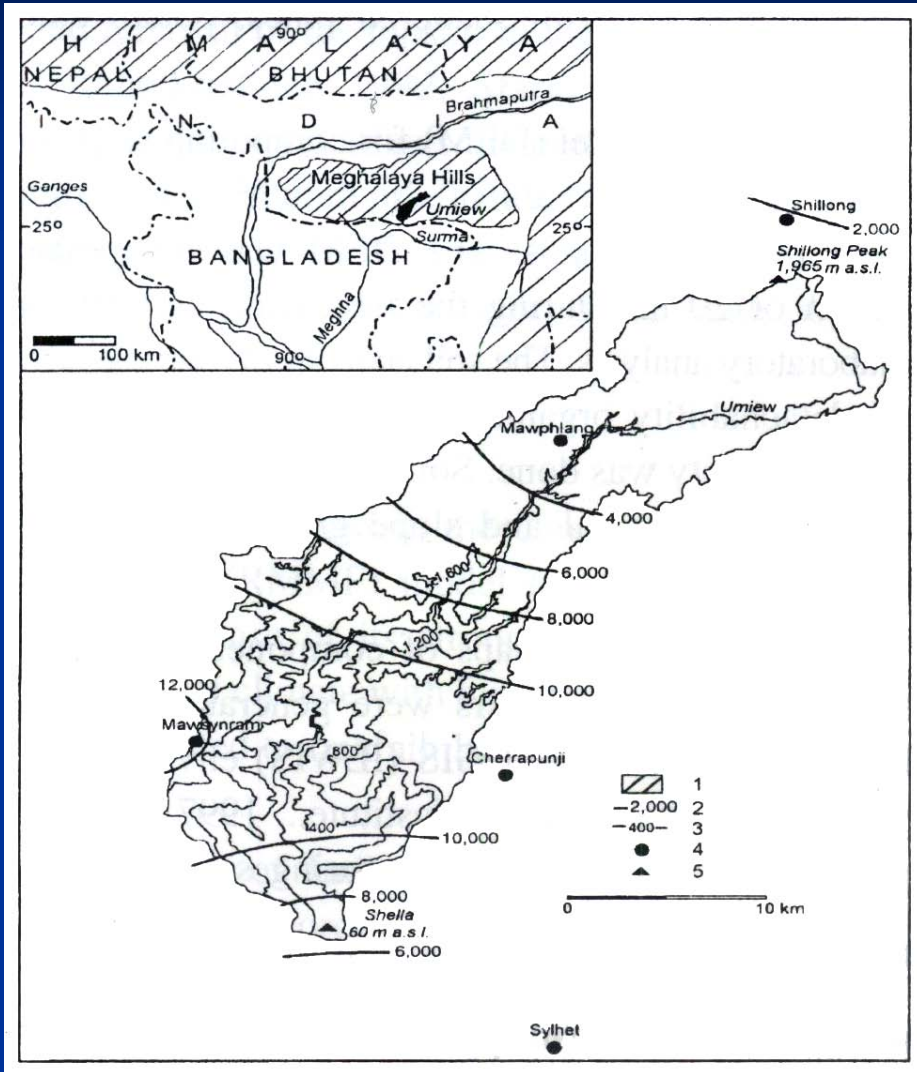 H I M A L A Y A
90°
NEPAL
BHUTAN
Brahmaputra
I N D I A
Meghalaya Hills
Ganges
Umiew
25°
25°
Surma
BANGLADESH
Meghna
0 100 km
90°
Shillong
2,000
Shillong Peak
1,965 m a.s.l.
Umiew
Mawphlang
4,000
6,000
1,600
8,000
1,200
10,000
12,000
Mawsynram
800
Cherrapunji
400
10,000
8,000
Shella
60 m a.s.l.
6,000
1
2,000 2
400 3
4
5
0 10 km
Sylhet